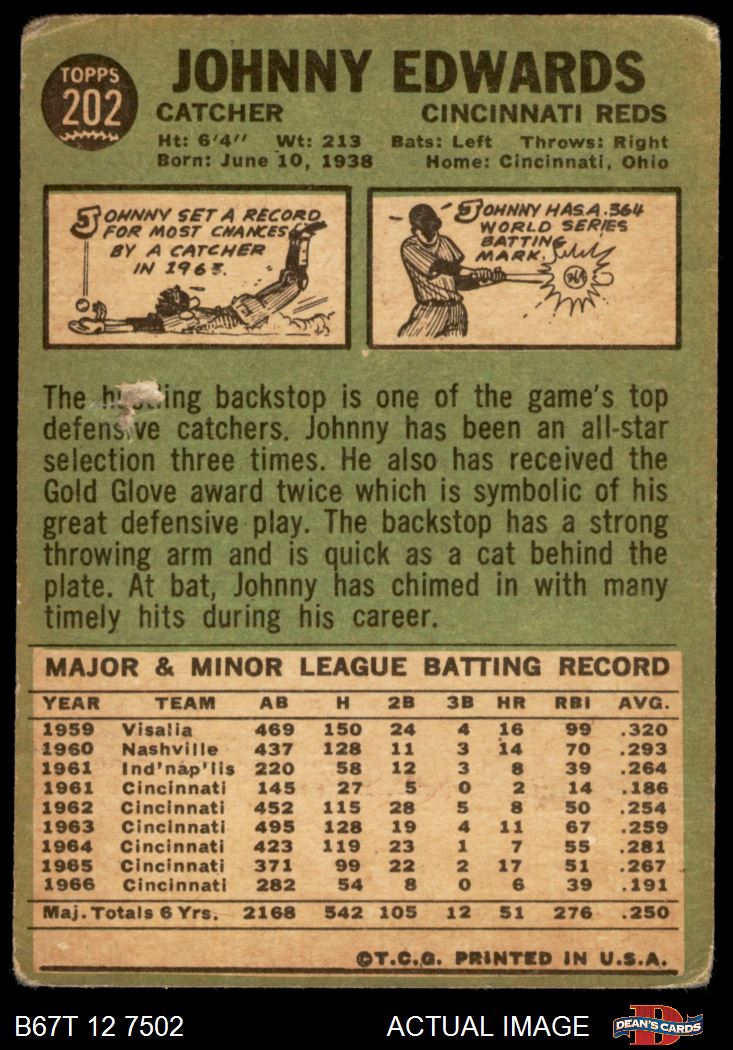 TOPPS
202
JOHNNY EDWARDS
CATCHER CINCINNATI REDS
Ht: 6'4" Wt: 213 Bats: Left Throws: Right
Born: June 10, 1938 Home: Cincinnati, Ohio
JOHNNY SET A RECORD
FOR MOST CHANCES
BY A CATCHER
IN 1963.
JOHNNY HAS A .364
WORLD SERIES
BATTING
MARK.
364
The backstop is one of the game's top
defensive catchers. Johnny has been an all-star
selection three times. He also has received the
Gold Glove award twice which is symbolic of his
great defensive play. The backstop has a strong
throwing arm and is quick as a cat behind the
plate. At bat, Johnny has chimed in with many
timely hits during his career.
MAJOR & MINOR LEAGUE BATTING RECORD
YEAR TEAM AB H 2B 3B HR RBI AVG.
1959 Visalia 469 150 24 4 16 99 .320
1960 Nashville 437 128 11 3 14 70 .293
1961 Ind'nap'lis 220 58 12 3 8 39 .264
1961 Cincinnati 145 27 5 0 2 14 .186
1962 Cincinnati 452 115 28 5 8 50 .254
1963 Cincinnati 495 128 19 4 11 67 .259
1964 Cincinnati 423 119 23 1 7 55 .281
1965 Cincinnati 371 99 22 2 17 51 .267
1966 Cincinnati 282 54 8 0 6 39 .191
Maj. Totals 6 Yrs. 2168 542 105 12 51 276 .250
©T.C.G. PRINTED IN U.S.A.
B67T 12 7502 ACTUAL IMAGE D DEAN'S CARDS